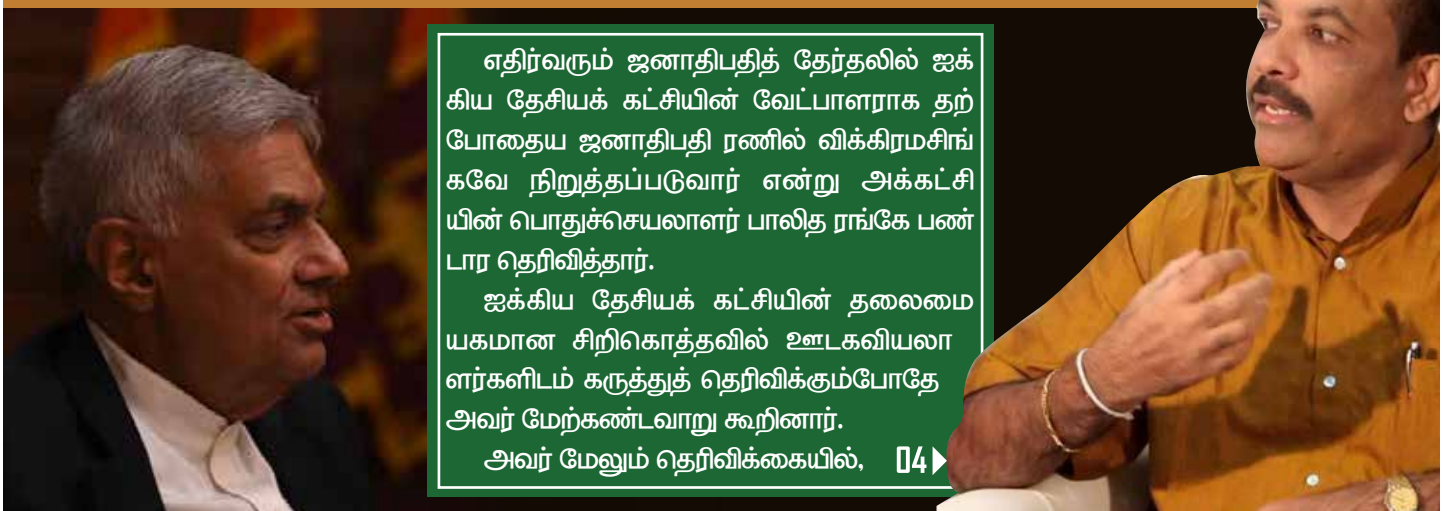 எதிர்வரும் ஜனாதிபதித் தேர்தலில் ஐக்
கிய தேசியக் கட்சியின் வேட்பாளராக தற்
போதைய ஜனாதிபதி ரணில் விக்கிரமசிங்
கவே நிறுத்தப்படுவார் என்று அக்கட்சி
யின் பொதுச்செயலாளர் பாலித ரங்கே பண்
டார தெரிவித்தார்.
ஐக்கிய தேசியக் கட்சியின் தலைமை
யகமான சிறிகொத்தவில் ஊடகவியலா
ளர்களிடம் கருத்துத் தெரிவிக்கும்போதே
அவர் மேற்கண்டவாறு கூறினார்.
அவர் மேலும் தெரிவிக்கையில், 04